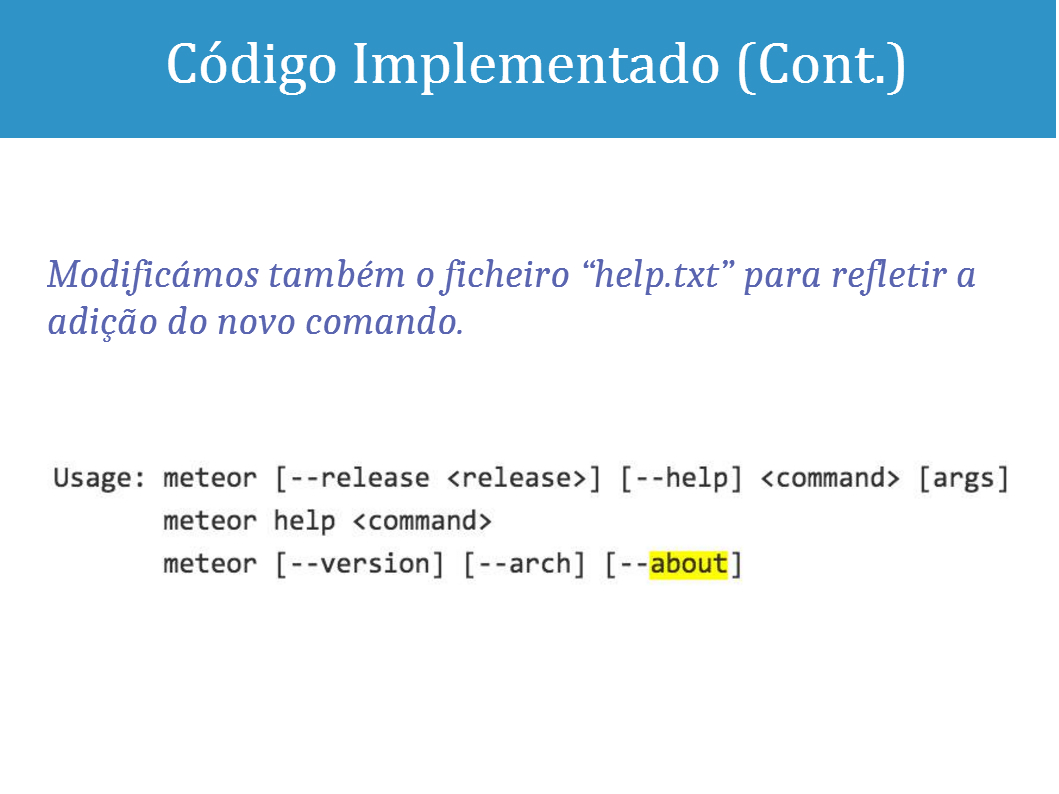 Código Implementado (Cont.)
Modificámos também o ficheiro “help.txt” para refletir a
adição do novo comando.
Usage: meteor [--release <release>] [--help] <command> [args]
meteor help <command>
meteor [--version] [--arch] [--about]